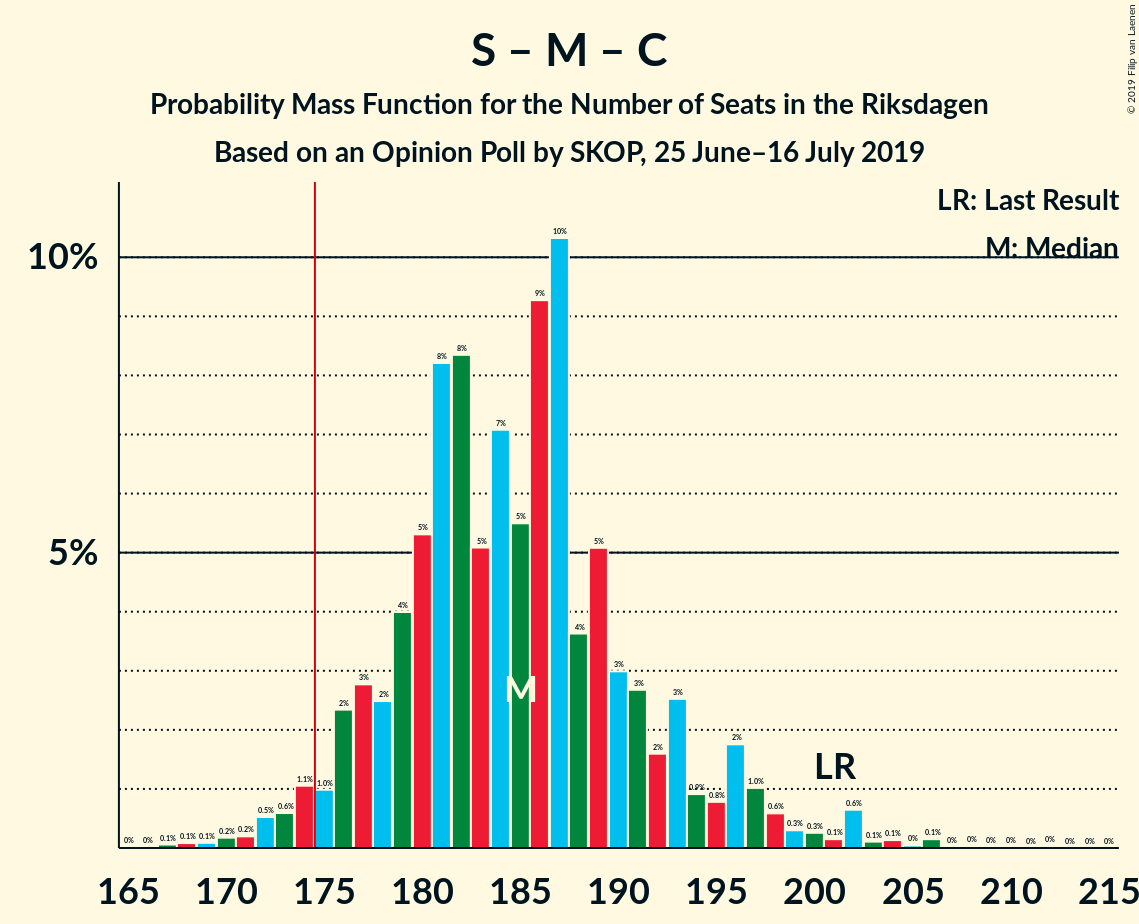 S – M – C
Probability Mass Function for the Number of Seats in the Riksdagen
Based on an Opinion Poll by SKOP, 25 June–16 July 2019
© 2019 Filip van Laenen
LR: Last Result
M: Median
10%
5%
0% 0% 0.1% 0.1% 0.1% 0.2% 0.2% 0.5% 0.6% 1.1% 1.0% 2% 3% 2% 4% 5% 8% 8% 5% 7% 5% 9% 10% 4% 5% 3% 3% 2% 3% 0.9% 0.8% 2% 1.0% 0.6% 0.3% 0.3% 0.1% 0.6% 0.1% 0.1% 0% 0.1% 0% 0% 0% 0% 0% 0% 0% 0% 0%
M
LR
165 170 175 180 185 190 195 200 205 210 215